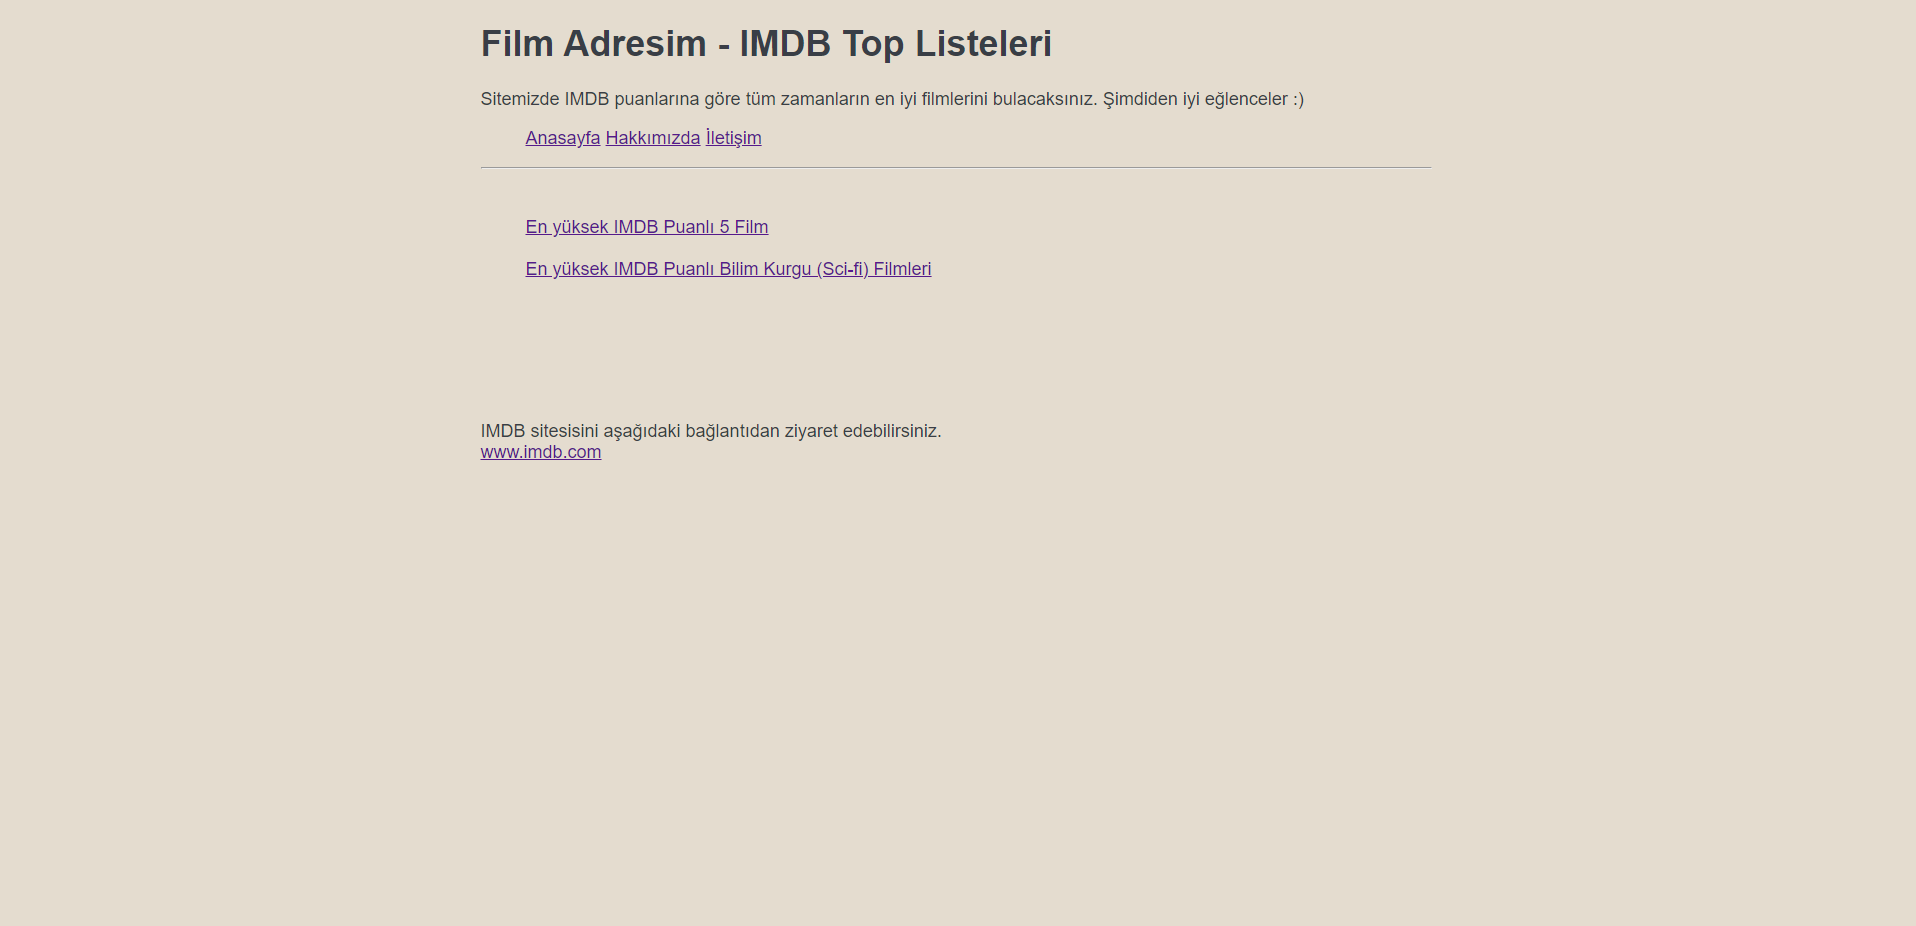 Film Adresim - IMDB Top Listeleri
Sitemizde IMDB puanlarına göre tüm zamanların en iyi filmlerini bulacaksınız. Şimdiden iyi eğlenceler :)
Anasayfa Hakkımızda İletişim
En yüksek IMDB Puanlı 5 Film
En yüksek IMDB Puanlı Bilim Kurgu (Sci-fi) Filmleri
IMDB sitesisini aşağıdaki bağlantıdan ziyaret edebilirsiniz.
www.imdb.com